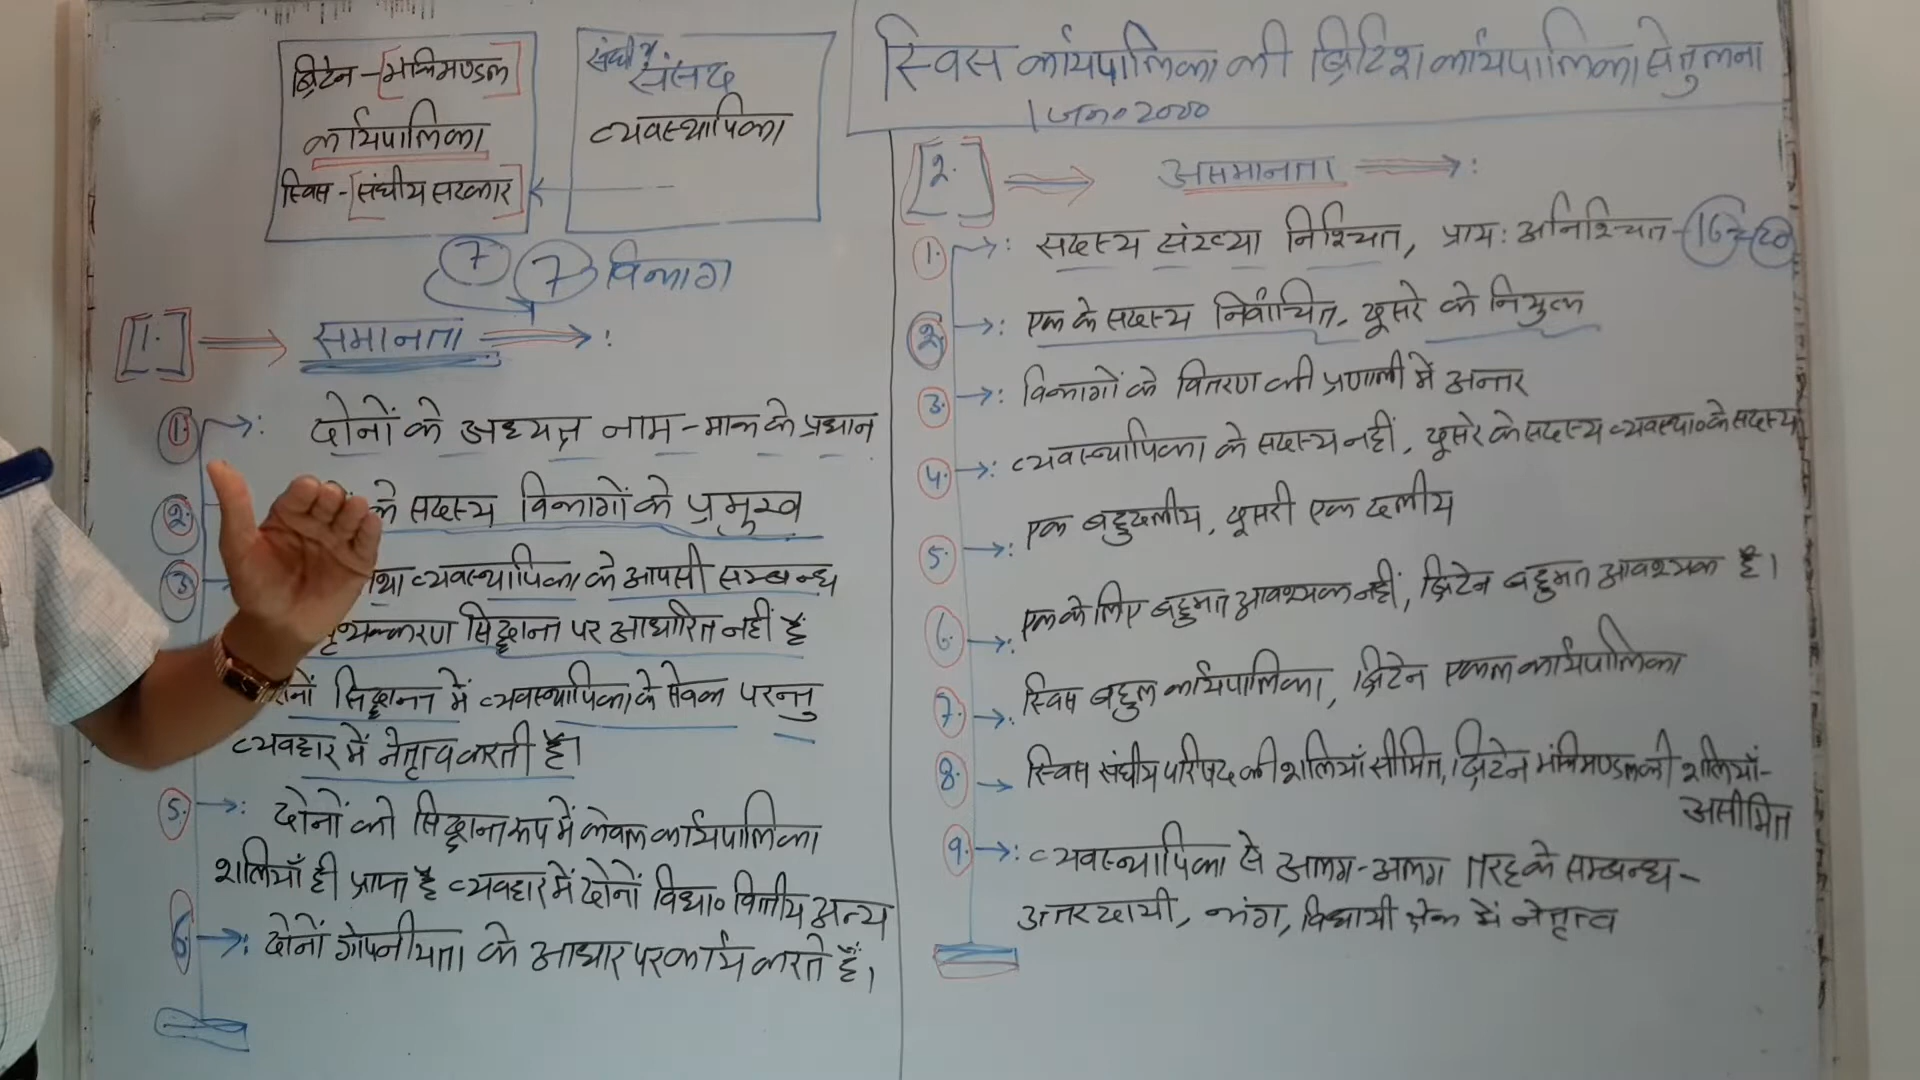 स्विस कार्यपालिका की ब्रिटिश कार्यपालिका से तुलना
1 जन० 2000
ब्रिटेन - [मंत्रिमण्डल]
कार्यपालिका
स्विस - [संघीय सरकार]
संघीय
संसद
व्यवस्थापिका
7 7 विभाग
[1.] समानता :
1. : दोनों के अध्यक्ष नाम-मात्र के प्रधान
2. के सदस्य विभागों के प्रमुख
3. व्यवस्थापिका के आपसी सम्बन्ध
सिद्धान्त पर आधारित नहीं हैं
सिद्धान्त में व्यवस्थापिका के सेवक परन्तु
व्यवहार में नेतृत्व करती है।
5. : दोनों को सिद्धान्त रूप में केवल कार्यपालिका
शक्तियाँ ही प्राप्त हैं व्यवहार में दोनों विधा० वित्तीय अन्य
6. : दोनों गोपनीयता के आधार पर कार्य करते हैं।
[2.] असमानता :
1. : सदस्य संख्या निश्चित, प्राय: अनिश्चित -
2. : एक के सदस्य निर्वाचित, दूसरे के नियुक्त
3. : विभागों के वितरण की प्रणाली में अन्तर
4. : व्यवस्थापिका के सदस्य नहीं, दूसरे के सदस्य व्यवस्था० के सदस्य
5. : एक बहुदलीय, दूसरी एक दलीय
6. : एक के लिए बहुमत आवश्यक नहीं, ब्रिटेन बहुमत आवश्यक है।
7. : स्विस बहुल कार्यपालिका, ब्रिटेन एकल कार्यपालिका
8. स्विस संघीय परिषद की शक्तियाँ सीमित, ब्रिटेन मंत्रिमण्डल की शक्तियाँ-
असीमित
9. : व्यवस्थापिका से अलग-अलग तरह के सम्बन्ध -
उत्तरदायी, भंग, विधायी क्षेत्र में नेतृत्व